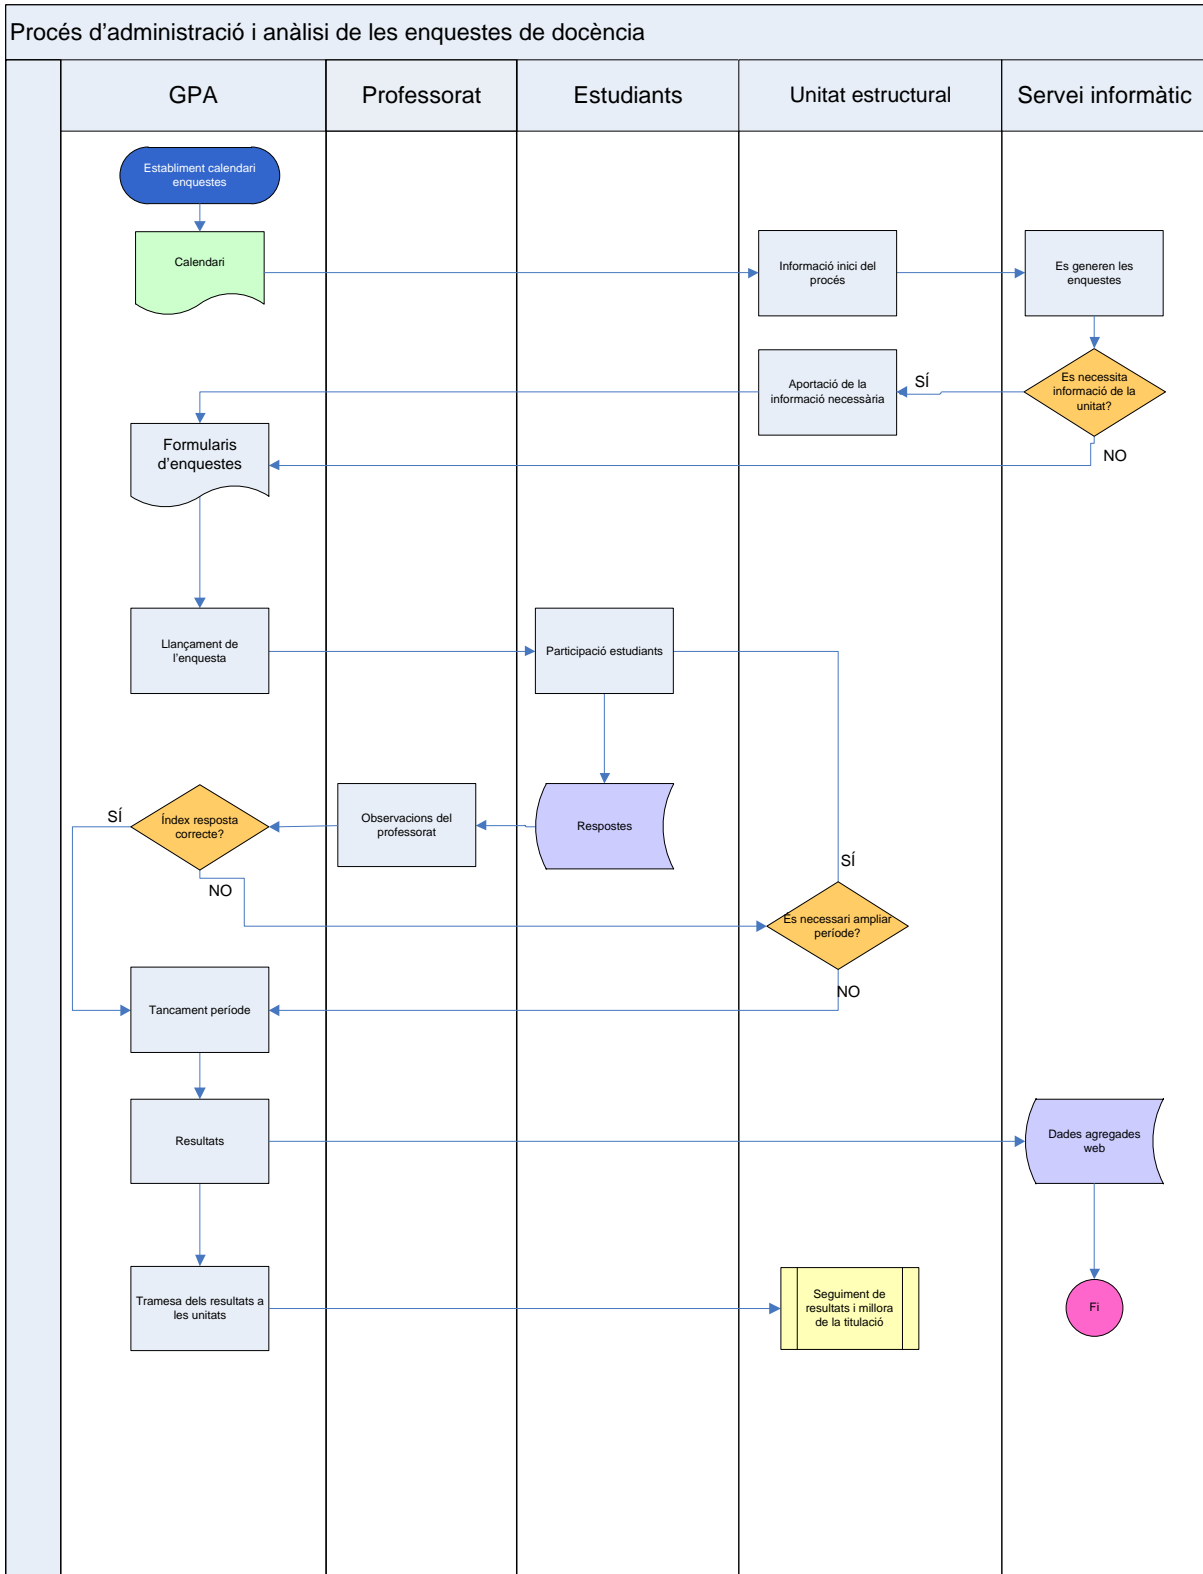 Procés d'administració i anàlisi de les enquestes de docència
GPA
Professorat
Estudiants
Unitat estructural
Servei informàtic
Establiment calendari
enquestes
Calendari
Informació inici del
procés
Es generen les
enquestes
Es necessita
informació de la
unitat?
SÍ
Aportació de la
informació necessària
NO
Formularis
d'enquestes
Llançament de
l'enquesta
Participació estudiants
SÍ
Índex resposta
correcte?
NO
Observacions del
professorat
Respostes
SÍ
És necessari ampliar
període?
NO
Tancament període
Resultats
Dades agregades
web
Tramesa dels resultats a
les unitats
Seguiment de
resultats i millora
de la titulació
Fi